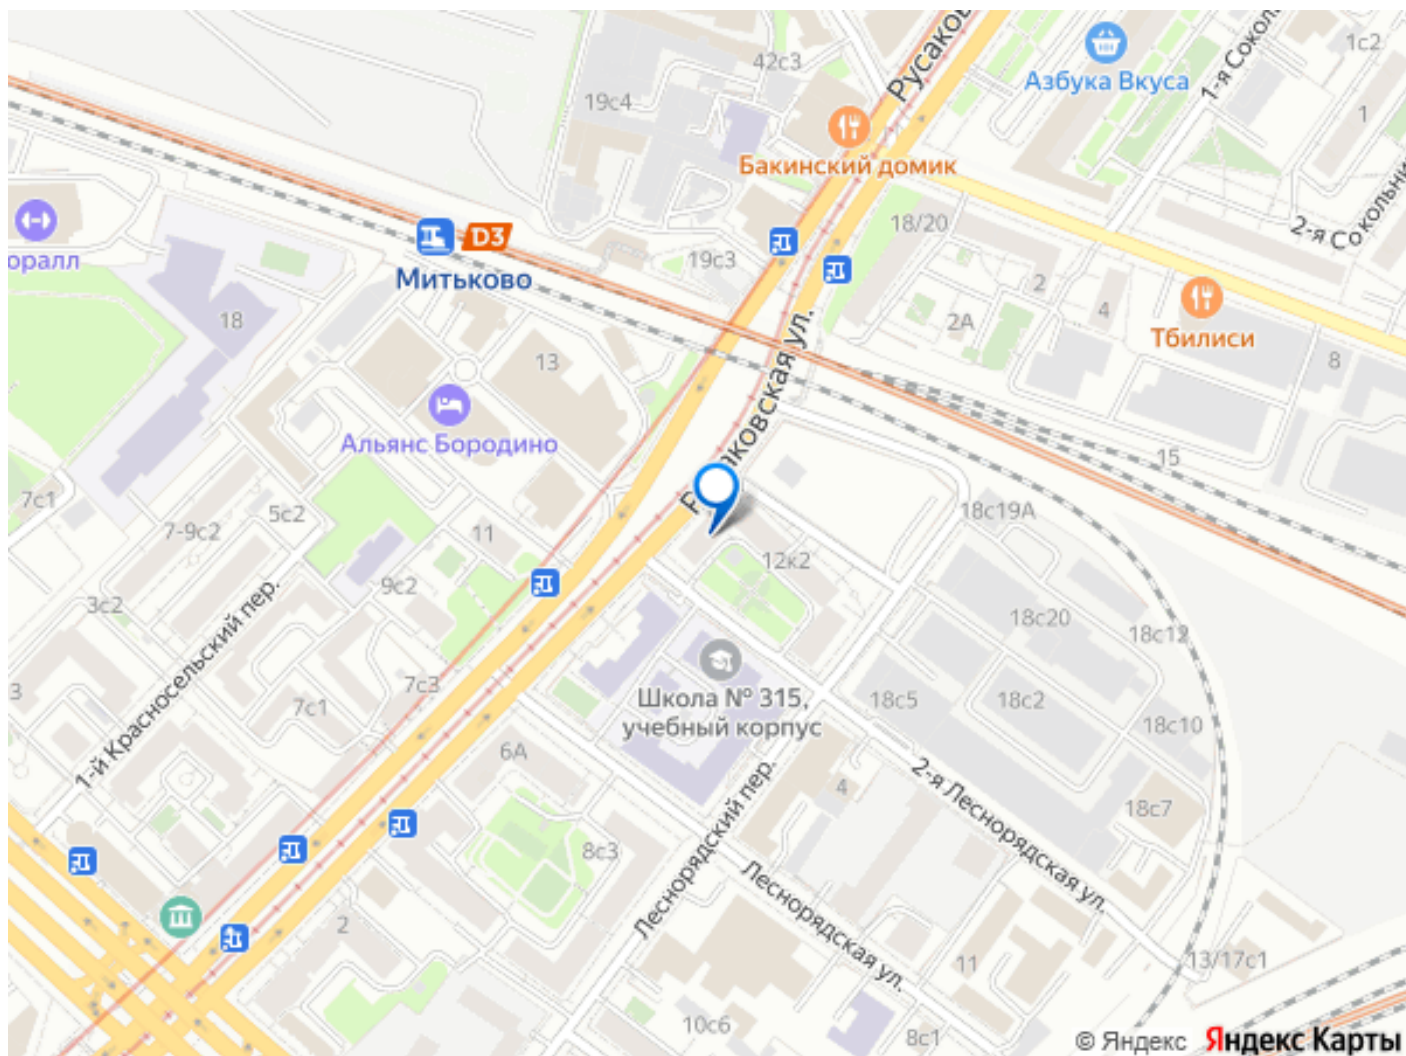 42с3
Русаков
Азбука Вкуса
1-я Сокол
1с2
19с4
1
Бакинский домик
18/20
2-я Сокольни
оралл
D3
Митьково
19с3
2
4
2А
Тбилиси
18
13
8
Альянс Бородино
ковская ул.
15
7с1
5с2
7-9с2
11
18с19А
12к2
9с2
3с2
18с20
18с12
Школа № 315,
учебный корпус
3
7с3
7с1
18с5
18с2
18с10
1-й Красносельский пер.
6А
4
18с7
2-я Леснорядская ул.
8с3
Леснорядский пер.
Леснорядская ул.
2
11
13/17с1
10с6
8с1
© Яндекс Яндекс Карты